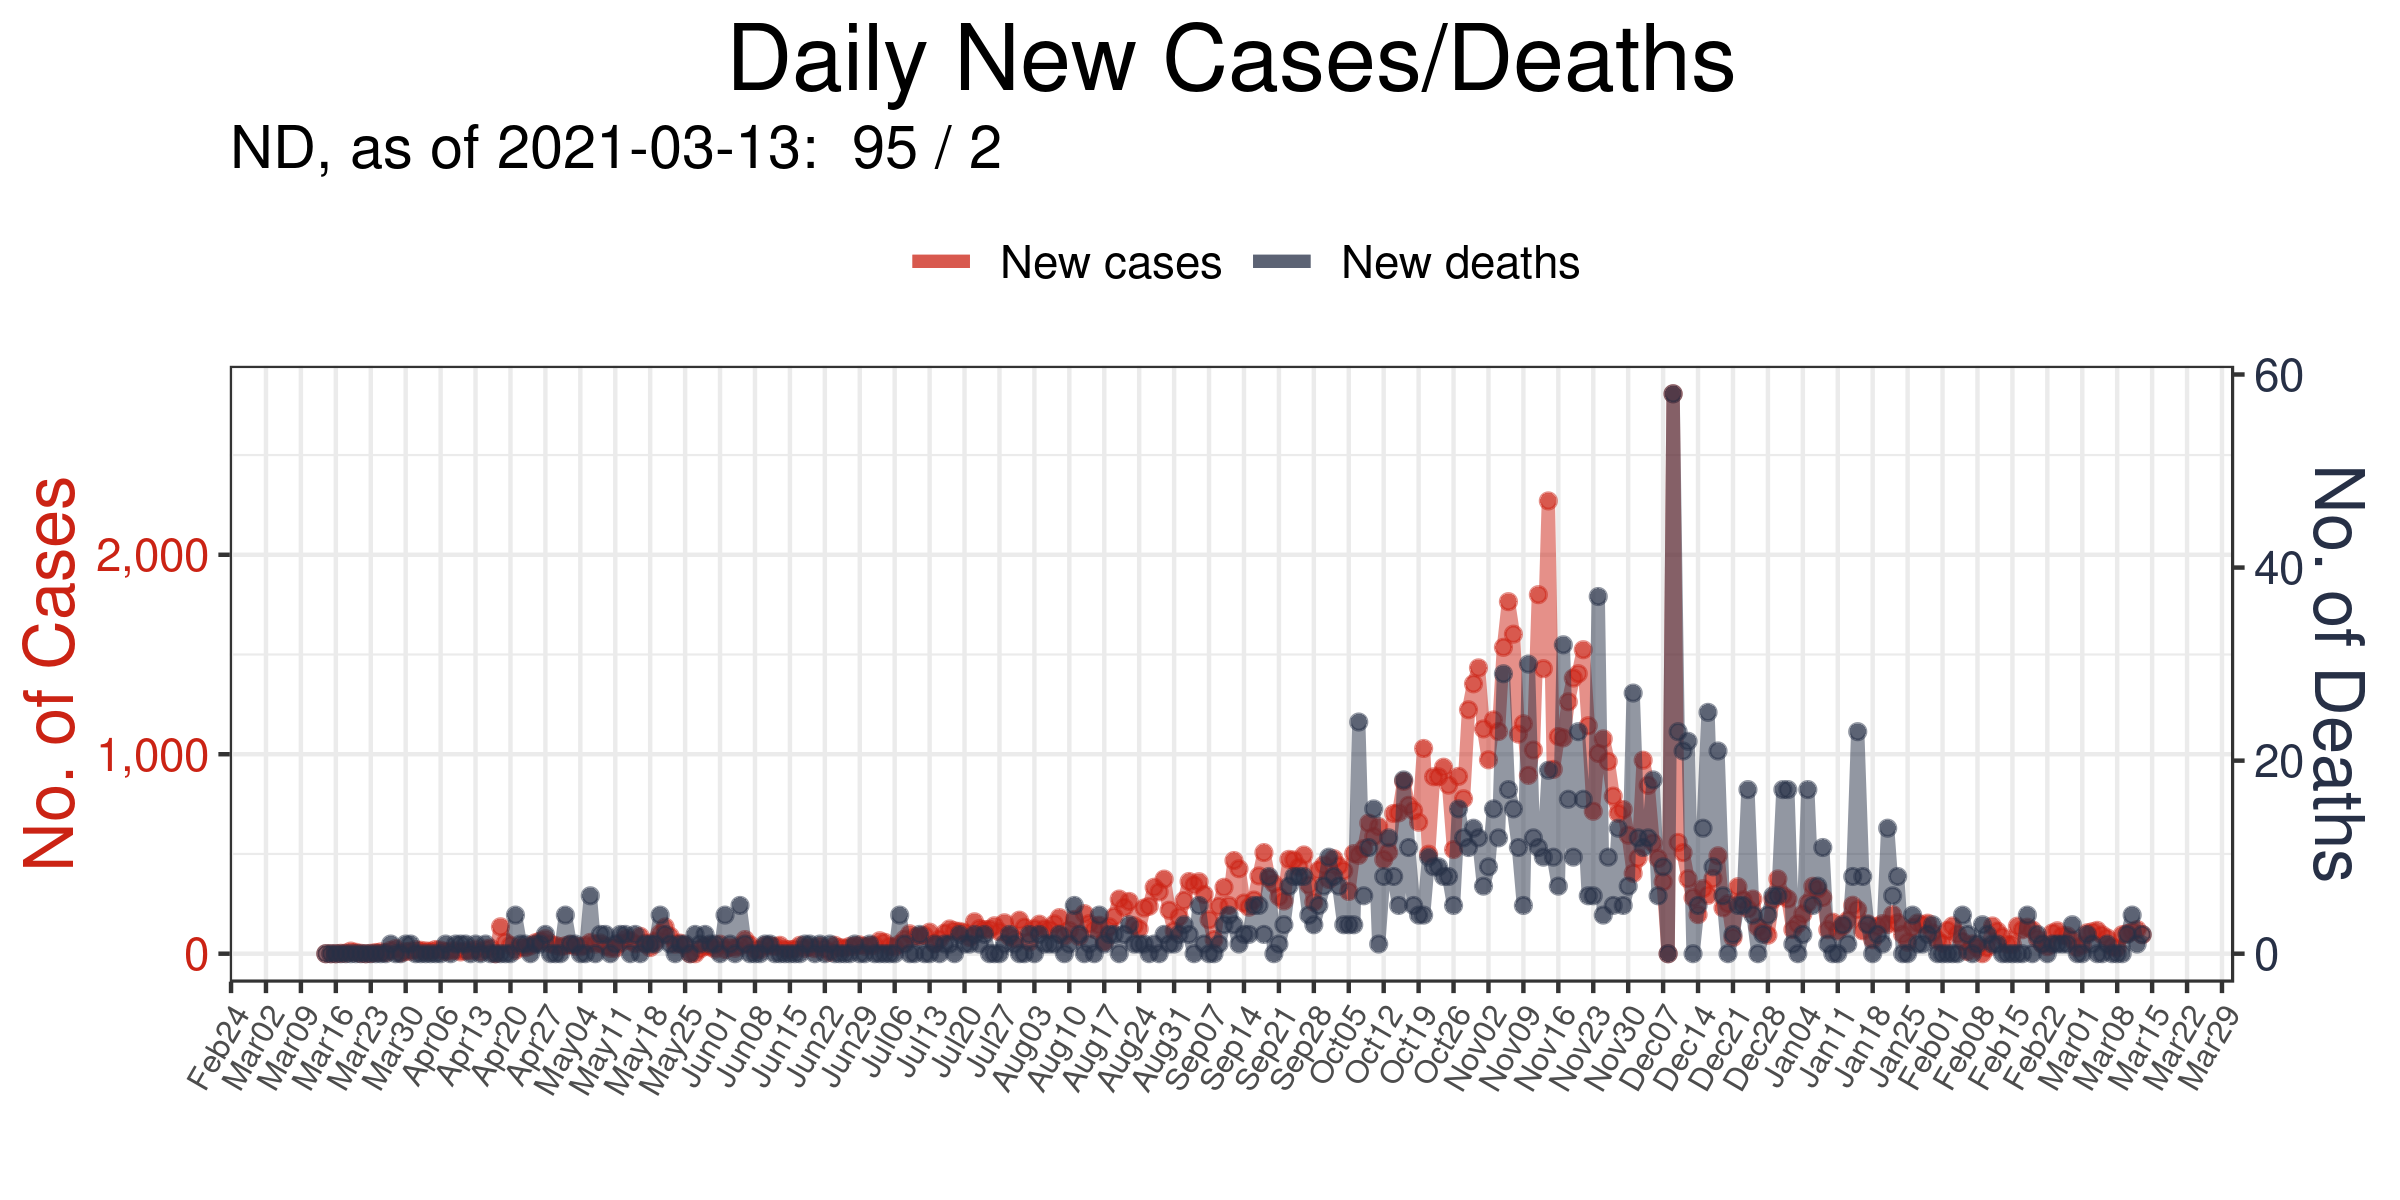 Daily New Cases/Deaths
ND, as of 2021-03-13:  95 / 2
New cases
New deaths
No. of Cases
2,000
1,000
0
60
40
20
0
No. of Deaths
Feb24
Mar02
Mar09
Mar16
Mar23
Mar30
Apr06
Apr13
Apr20
Apr27
May04
May11
May18
May25
Jun01
Jun08
Jun15
Jun22
Jun29
Jul06
Jul13
Jul20
Jul27
Aug03
Aug10
Aug17
Aug24
Aug31
Sep07
Sep14
Sep21
Sep28
Oct05
Oct12
Oct19
Oct26
Nov02
Nov09
Nov16
Nov23
Nov30
Dec07
Dec14
Dec21
Dec28
Jan04
Jan11
Jan18
Jan25
Feb01
Feb08
Feb15
Feb22
Mar01
Mar08
Mar15
Mar22
Mar29